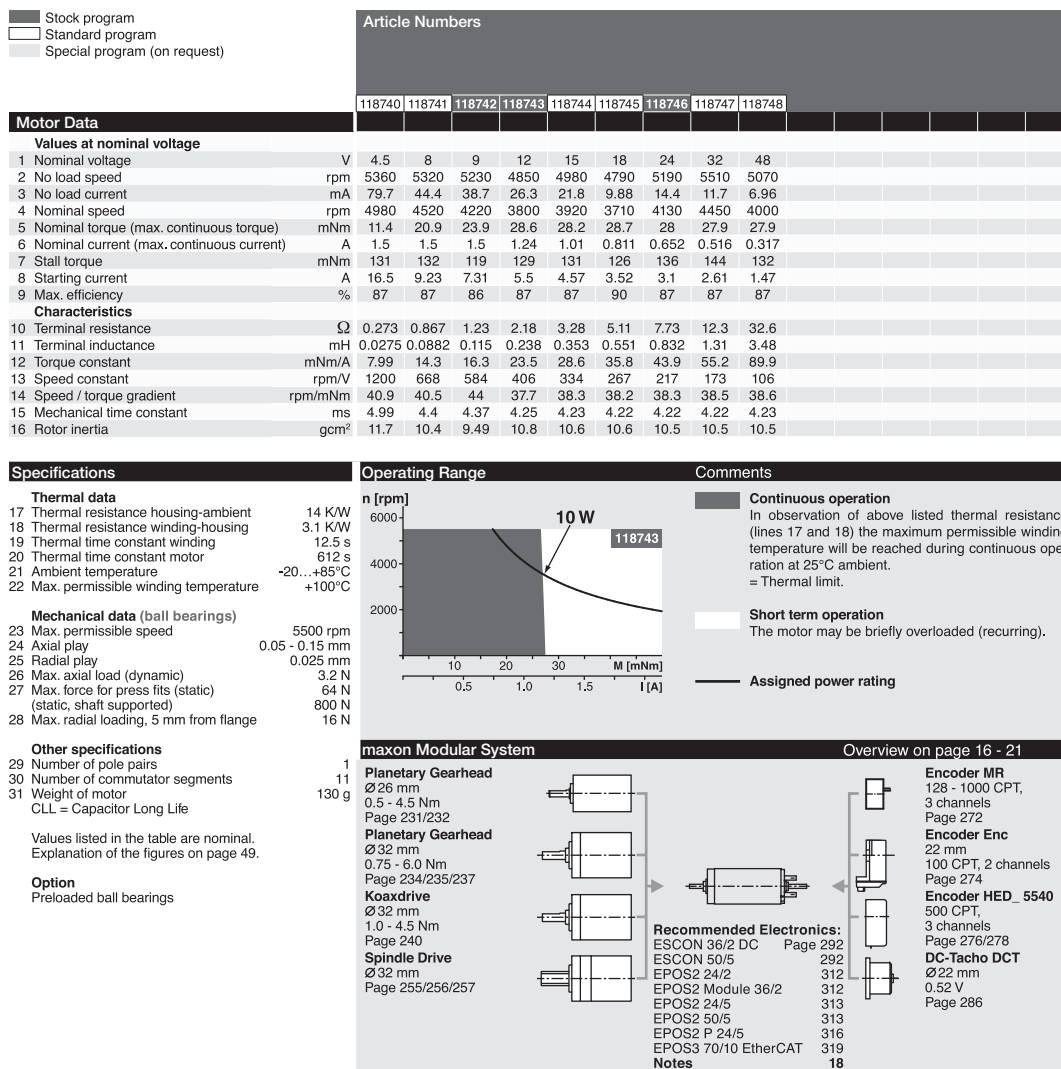 Stock program
Standard program
Special program (on request)
Article Numbers
118740 118741 118742 118743 118744 118745 118746 118747 118748
Motor Data
Values at nominal voltage
1 Nominal voltage V 4.5 8 9 12 15 18 24 32 48
2 No load speed rpm 5360 5320 5230 4850 4980 4790 5190 5510 5070
3 No load current mA 79.7 44.4 38.7 26.3 21.8 9.88 14.4 11.7 6.96
4 Nominal speed rpm 4980 4520 4220 3800 3920 3710 4130 4450 4000
5 Nominal torque (max. continuous torque) mNm 11.4 20.9 23.9 28.6 28.2 28.7 28 27.9 27.9
6 Nominal current (max. continuous current) A 1.5 1.5 1.5 1.24 1.01 0.811 0.652 0.516 0.317
7 Stall torque mNm 131 132 119 129 131 126 136 144 132
8 Starting current A 16.5 9.23 7.31 5.5 4.57 3.52 3.1 2.61 1.47
9 Max. efficiency % 87 87 86 87 87 90 87 87 87
Characteristics
10 Terminal resistance Ω 0.273 0.867 1.23 2.18 3.28 5.11 7.73 12.3 32.6
11 Terminal inductance mH 0.0275 0.0882 0.115 0.238 0.353 0.551 0.832 1.31 3.48
12 Torque constant mNm/A 7.99 14.3 16.3 23.5 28.6 35.8 43.9 55.2 89.9
13 Speed constant rpm/V 1200 668 584 406 334 267 217 173 106
14 Speed / torque gradient rpm/mNm 40.9 40.5 44 37.7 38.3 38.2 38.3 38.5 38.6
15 Mechanical time constant ms 4.99 4.4 4.37 4.25 4.23 4.22 4.22 4.22 4.23
16 Rotor inertia gcm² 11.7 10.4 9.49 10.8 10.6 10.6 10.5 10.5 10.5
Specifications
Thermal data
17 Thermal resistance housing-ambient 14 K/W
18 Thermal resistance winding-housing 3.1 K/W
19 Thermal time constant winding 12.5 s
20 Thermal time constant motor 612 s
21 Ambient temperature -20…+85°C
22 Max. permissible winding temperature +100°C
Mechanical data (ball bearings)
23 Max. permissible speed 5500 rpm
24 Axial play 0.05 - 0.15 mm
25 Radial play 0.025 mm
26 Max. axial load (dynamic) 3.2 N
27 Max. force for press fits (static) 64 N
(static, shaft supported) 800 N
28 Max. radial loading, 5 mm from flange 16 N
Other specifications
29 Number of pole pairs 1
30 Number of commutator segments 11
31 Weight of motor 130 g
CLL = Capacitor Long Life
Values listed in the table are nominal.
Explanation of the figures on page 49.
Option
Preloaded ball bearings
Operating Range
n [rpm]
6000
4000
2000
10 W
118743
10 20 30 M [mNm]
0.5 1.0 1.5 I [A]
Comments
Continuous operation
In observation of above listed thermal resistance
(lines 17 and 18) the maximum permissible winding
temperature will be reached during continuous ope-
ration at 25°C ambient.
= Thermal limit.
Short term operation
The motor may be briefly overloaded (recurring).
Assigned power rating
maxon Modular System
Overview on page 16 - 21
Planetary Gearhead
Ø 26 mm
0.5 - 4.5 Nm
Page 231/232
Planetary Gearhead
Ø 32 mm
0.75 - 6.0 Nm
Page 234/235/237
Koaxdrive
Ø 32 mm
1.0 - 4.5 Nm
Page 240
Spindle Drive
Ø 32 mm
Page 255/256/257
Recommended Electronics:
ESCON 36/2 DC Page 292
ESCON 50/5 292
EPOS2 24/2 312
EPOS2 Module 36/2 312
EPOS2 24/5 313
EPOS2 50/5 313
EPOS2 P 24/5 316
EPOS3 70/10 EtherCAT 319
Notes 18
Encoder MR
128 - 1000 CPT,
3 channels
Page 272
Encoder Enc
22 mm
100 CPT, 2 channels
Page 274
Encoder HED_ 5540
500 CPT,
3 channels
Page 276/278
DC-Tacho DCT
Ø 22 mm
0.52 V
Page 286